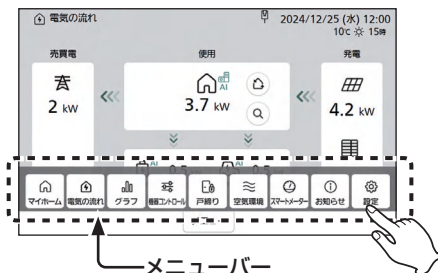 電気の流れ
2024/12/25 (水) 12:00
10℃ 15時
売買電 使用 発電
AI
2 kW 3.7 kW 4.2 kW
AI
マイホーム 電気の流れ グラフ 機器コントロール 戸締り 空気環境 スマートメーター お知らせ 設定
メニューバー